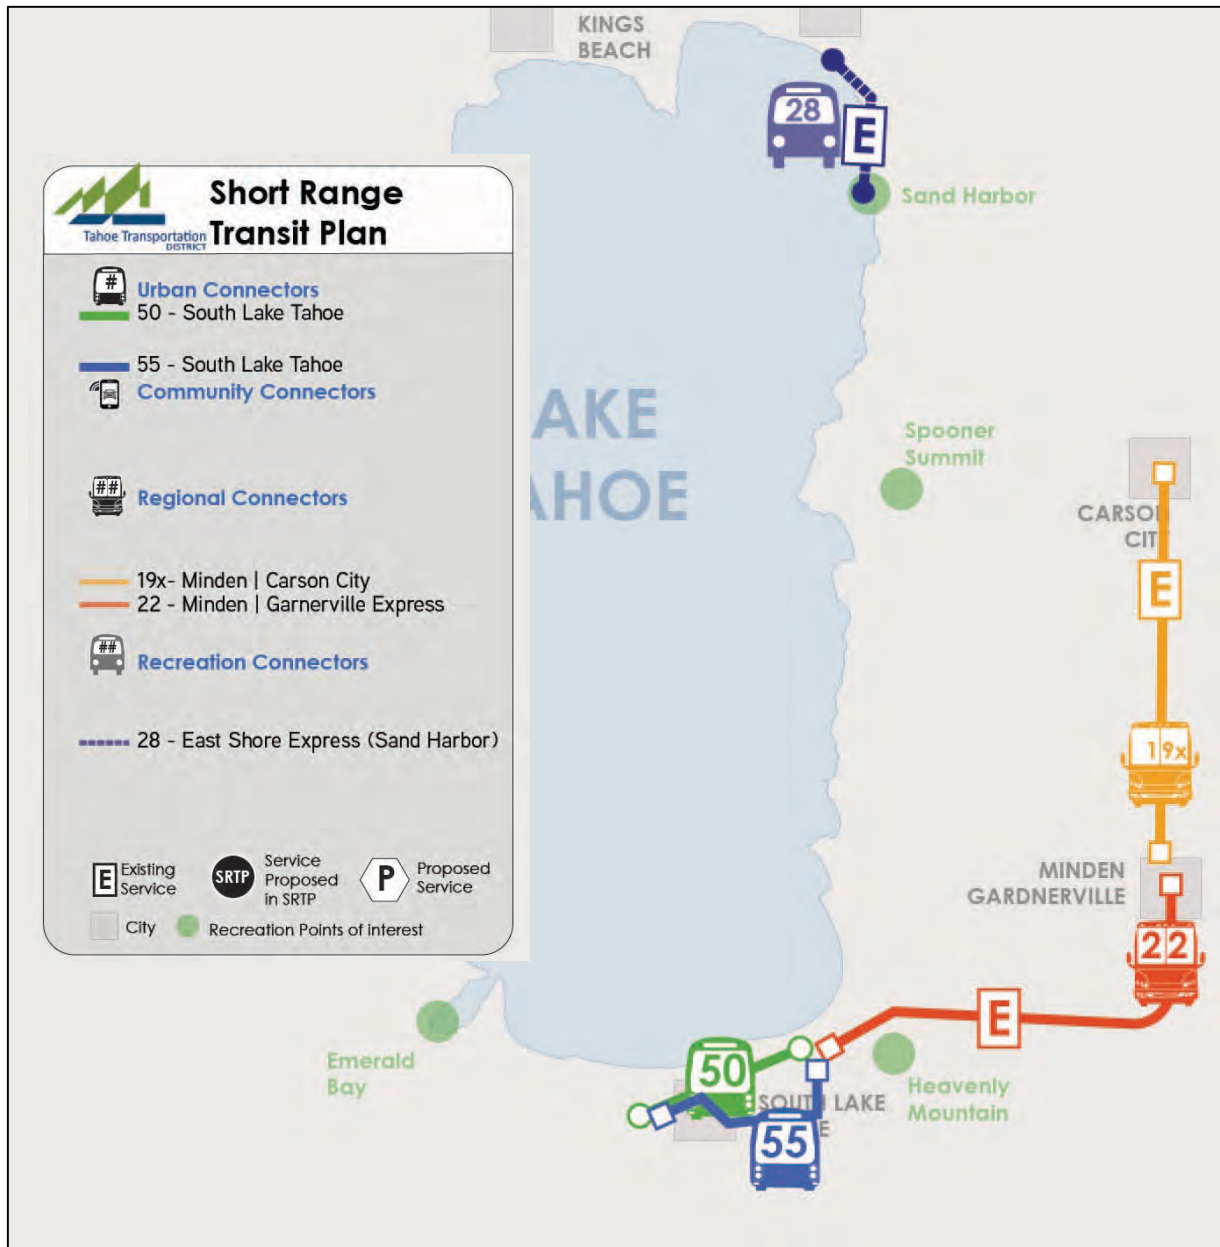 KINGS
BEACH
28
E
Sand Harbor
Short Range
Transit Plan
Tahoe Transportation
DISTRICT
#
Urban Connectors
50 - South Lake Tahoe
55 - South Lake Tahoe
Community Connectors
##
Regional Connectors
19x- Minden | Carson City
22 - Minden | Garnerville Express
##
Recreation Connectors
28 - East Shore Express (Sand Harbor)
E Existing
Service
SRTP Service
Proposed
in SRTP
P Proposed
Service
City
Recreation Points of interest
AKE
AHOE
Spooner
Summit
CARSON
CITY
E
19x
MINDEN
GARDNERVILLE
22
E
Emerald
Bay
50
SOUTH LAKE
E
55
Heavenly
Mountain